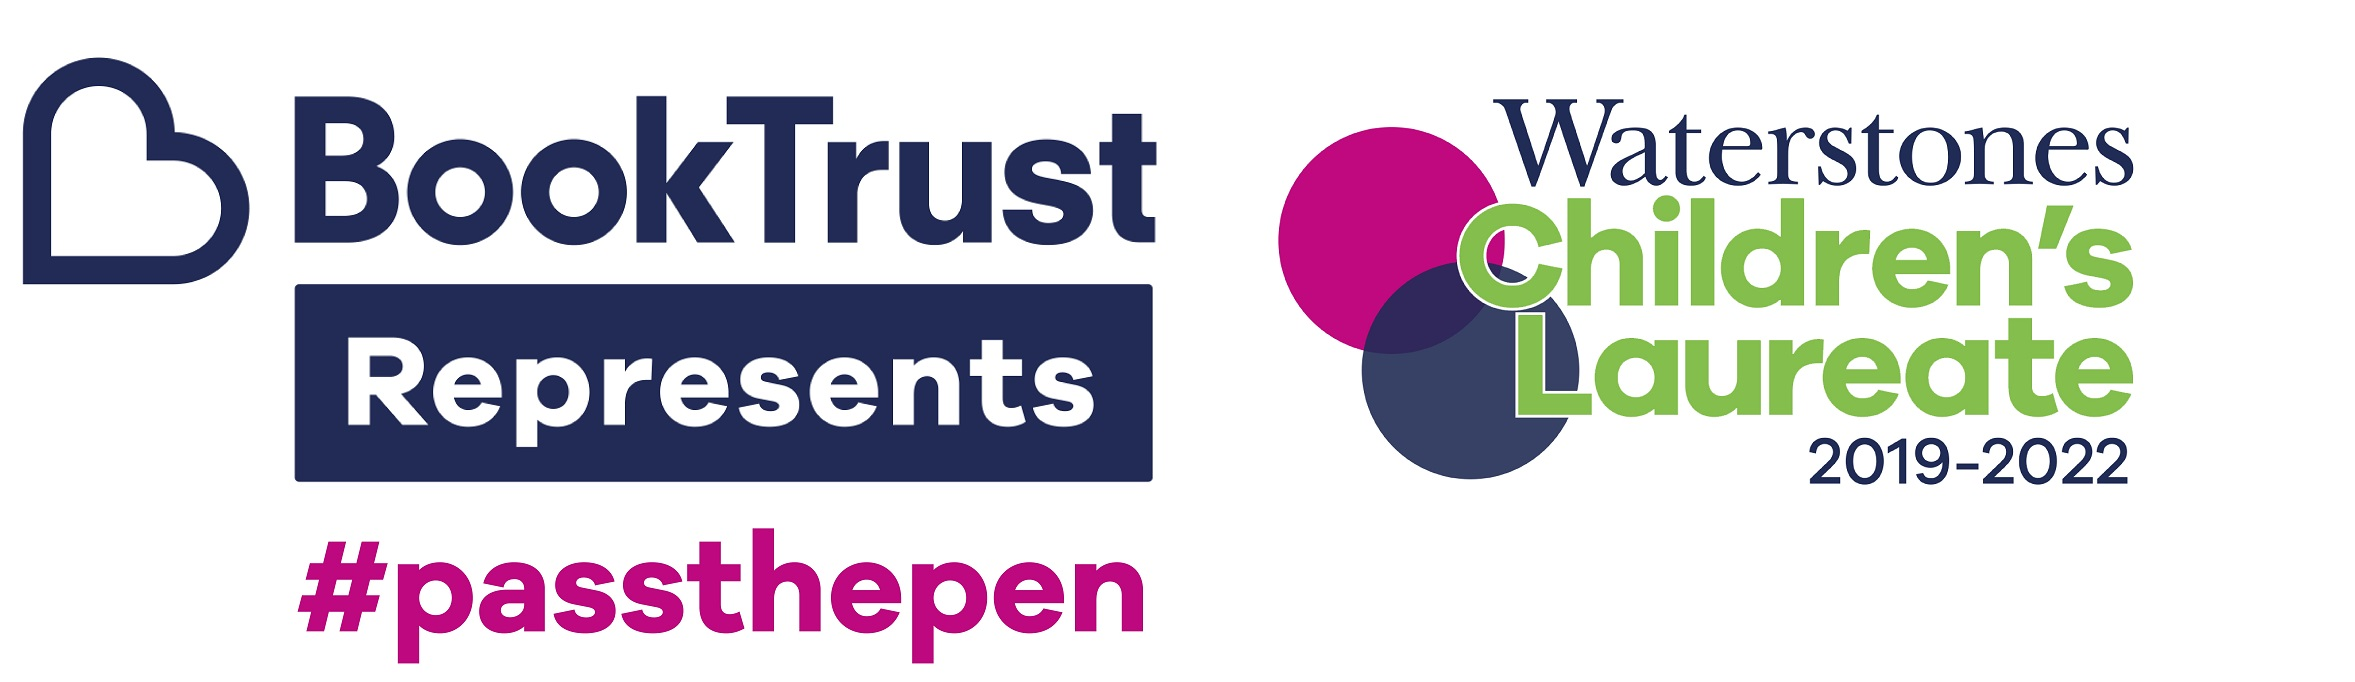 BookTrust
Represents
#passthepen
Waterstones
Children's
Laureate
2019-2022